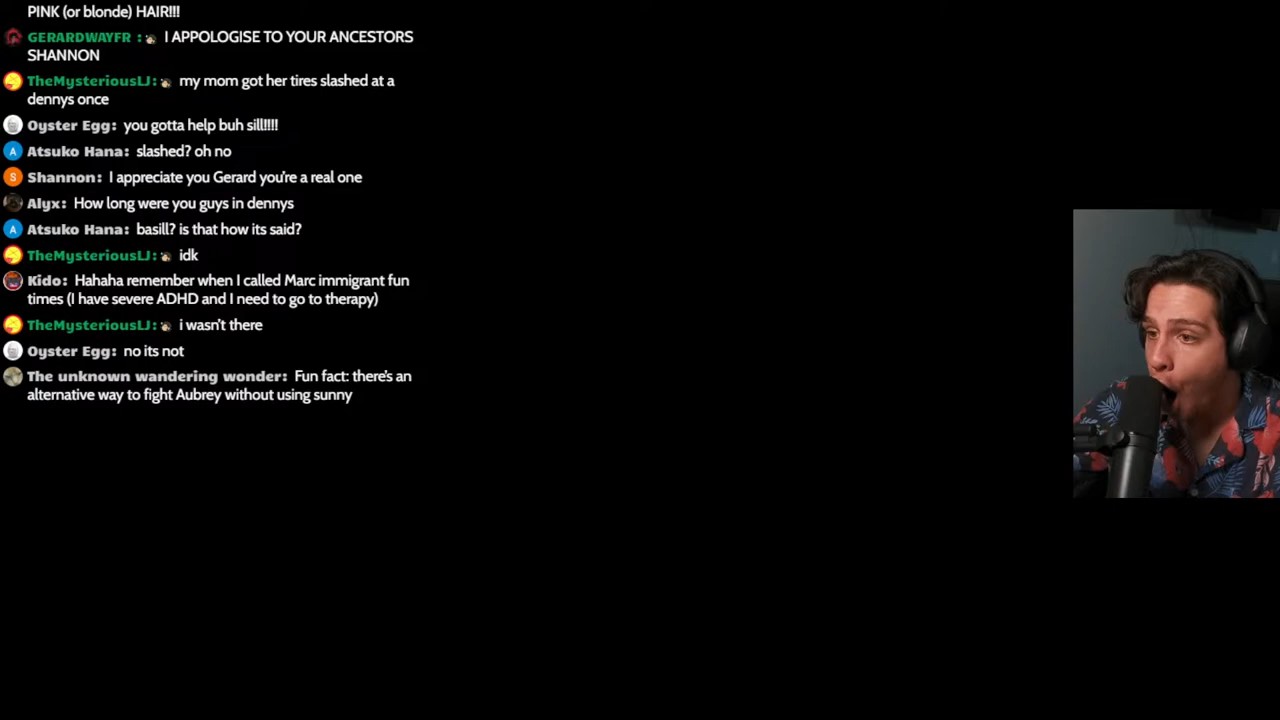 PINK (or blonde) HAIR!!!
GERARDWAYFR : I APPOLOGISE TO YOUR ANCESTORS
SHANNON
TheMysteriousLJ: my mom got her tires slashed at a
dennys once
Oyster Egg: you gotta help buh sill!!!!
A Atsuko Hana: slashed? oh no
S Shannon: I appreciate you Gerard you're a real one
Alyx: How long were you guys in dennys
A Atsuko Hana: basill? is that how its said?
TheMysteriousLJ: idk
Kido: Hahaha remember when I called Marc immigrant fun
times (I have severe ADHD and I need to go to therapy)
TheMysteriousLJ: i wasn't there
Oyster Egg: no its not
The unknown wandering wonder: Fun fact: there's an
alternative way to fight Aubrey without using sunny